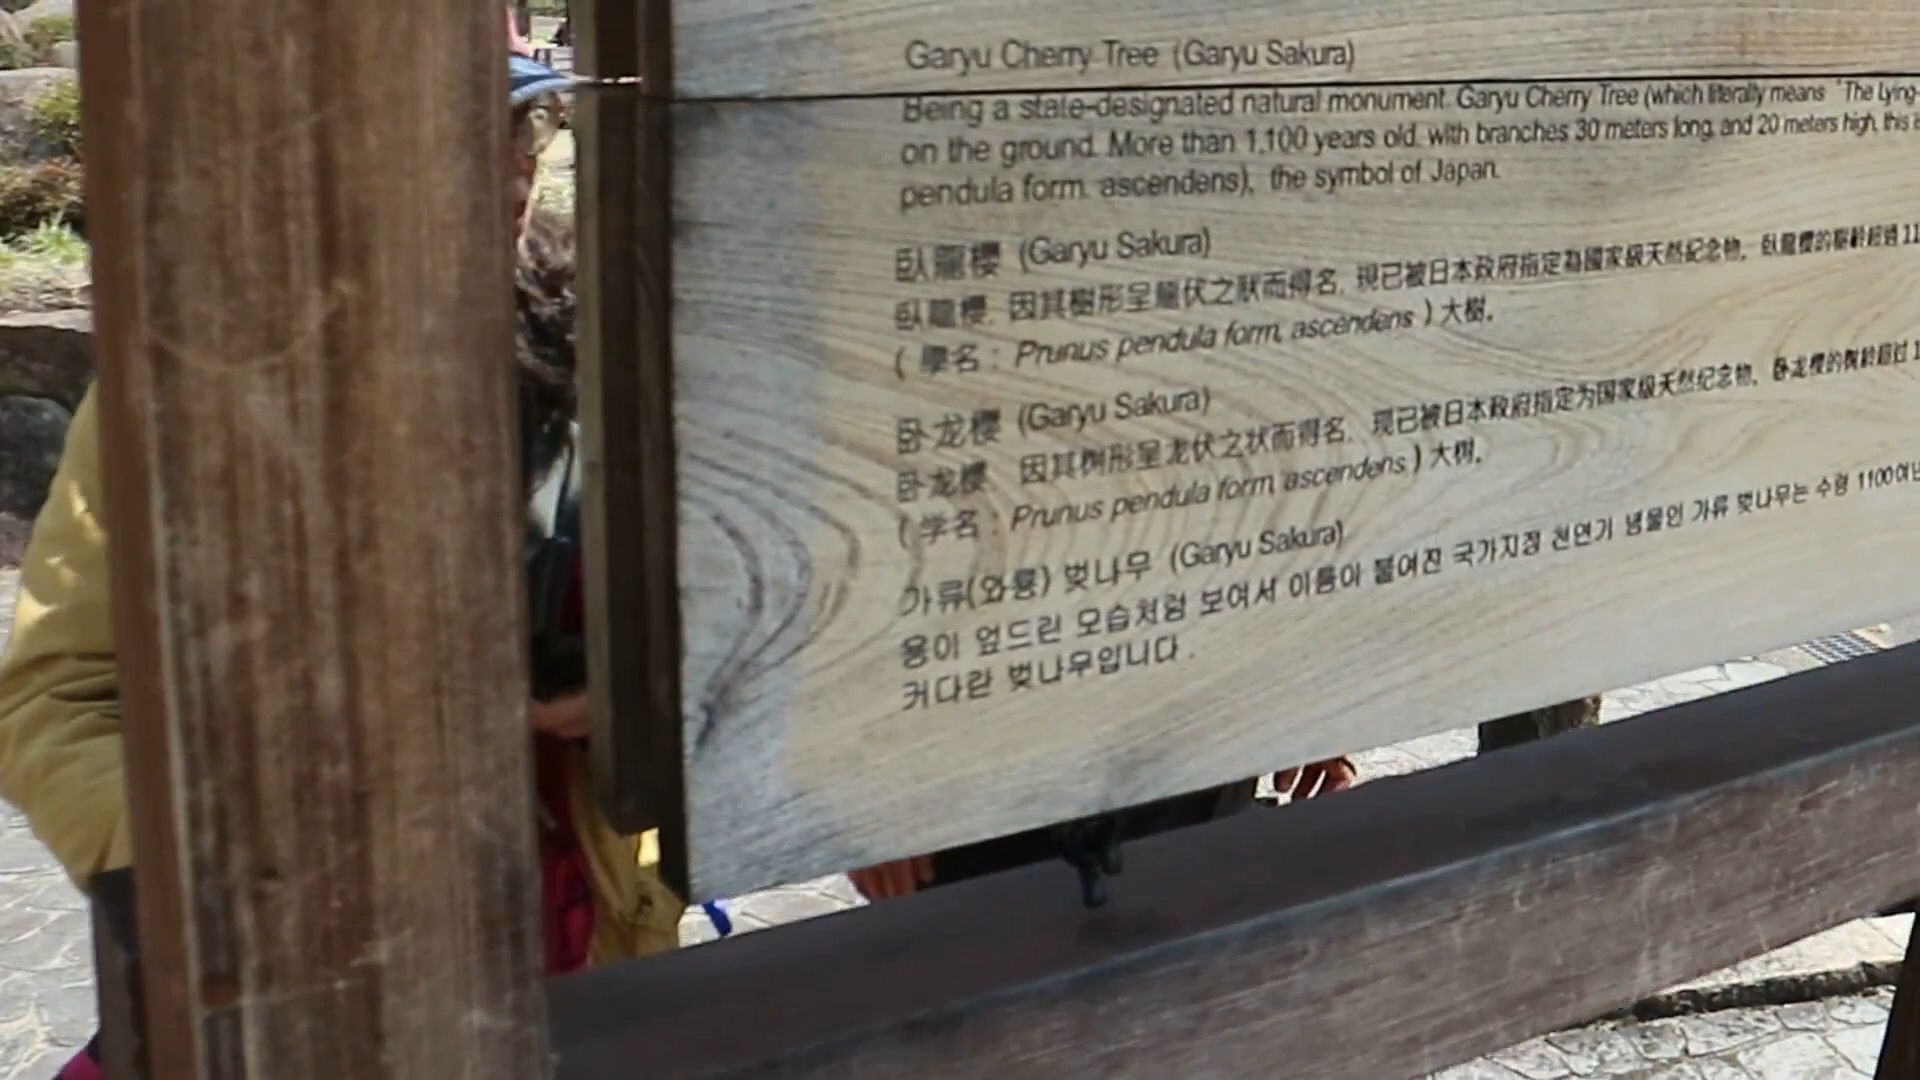 Garyu Cherry Tree (Garyu Sakura)
Being a state-designated natural monument. Garyu Cherry Tree (which literally means "The Lying-
on the ground. More than 1,100 years old. with branches 30 meters long, and 20 meters high, this is
pendula form. ascendens), the symbol of Japan.
臥龍櫻 (Garyu Sakura)
臥龍櫻. 因其樹形呈龍伏之狀而得名, 現已被日本政府指定為國家級天然紀念物。臥龍櫻的樹齡超過 11
( 學名 : Prunus pendula form, ascendens ) 大樹。
卧龙樱 (Garyu Sakura)
卧龙樱 因其树形呈龙伏之状而得名, 现已被日本政府指定为国家级天然纪念物。卧龙樱的树龄超过 1
( 学名 : Prunus pendula form, ascendens ) 大树。
가류(와룡) 벚나무 (Garyu Sakura)
용이 엎드린 모습처럼 보여서 이름이 붙여진 국가지정 천연기 념물인 가류 벚나무는 수령 1100여년
커다란 벚나무입니다 .